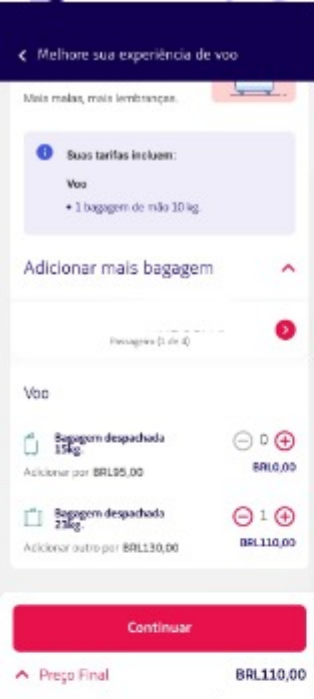 Melhore sua experiência de voo
Mais malas, mais lembranças.
Suas tarifas incluem:
Voo
• 1 bagagem de mão 10 kg.
Adicionar mais bagagem
Passageiro (1 de 4)
Voo
Bagagem despachada
15kg.
0
Adicionar por BRL95,00
BRL0,00
Bagagem despachada
23kg.
1
Adicionar outro por BRL130,00
BRL110,00
Continuar
Preço Final
BRL110,00